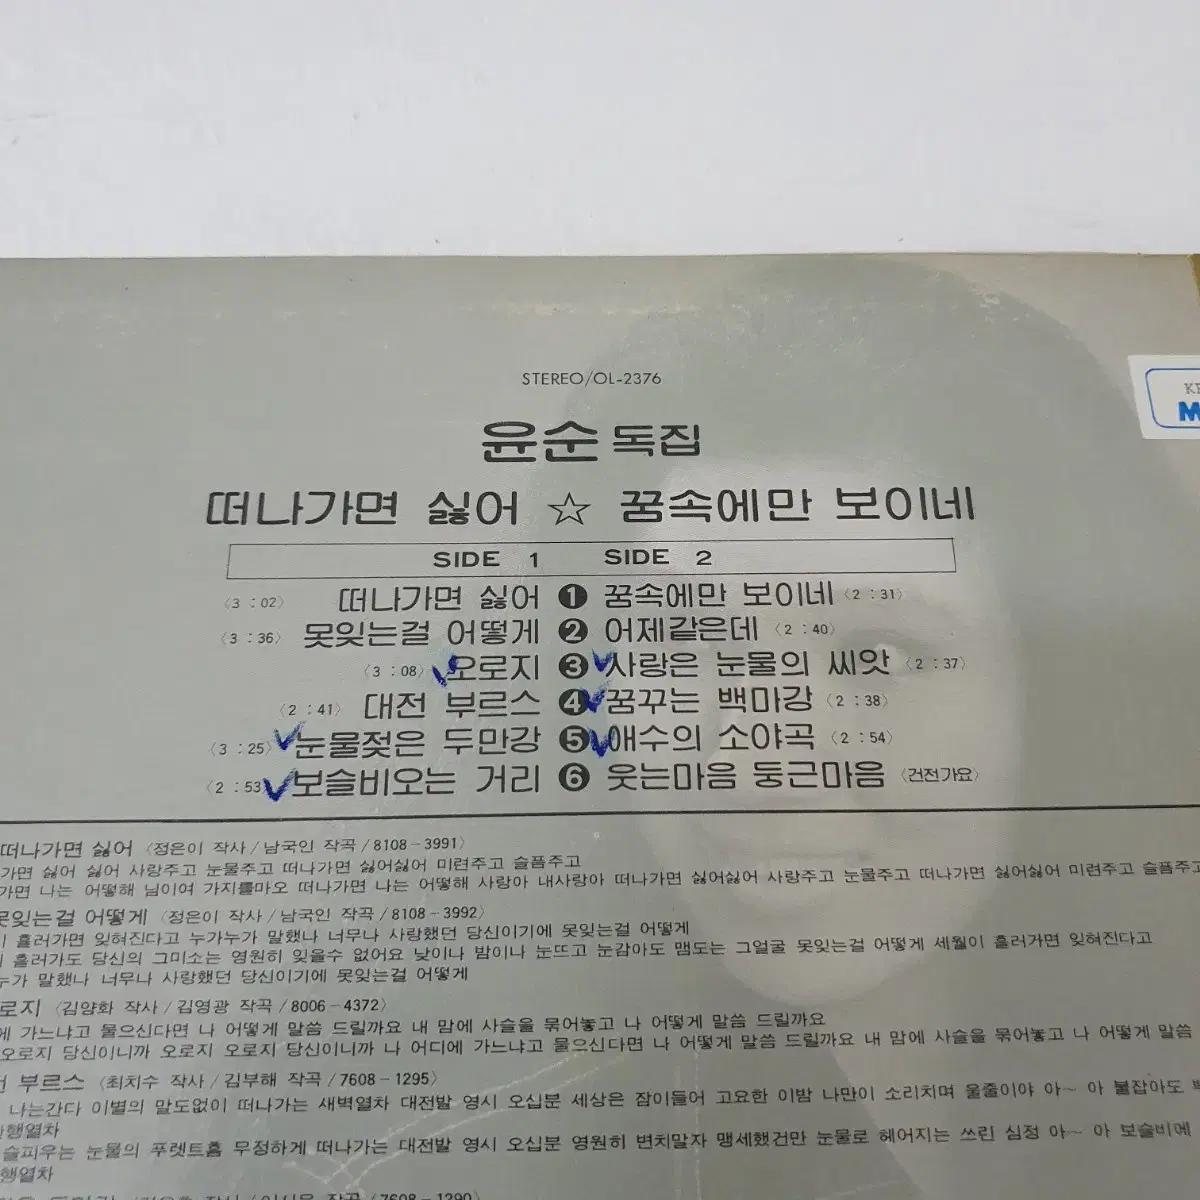 STEREO/OL-2376
윤순 독집
떠나가면 싫어 ☆ 꿈속에만 보이네
SIDE 1 SIDE 2
〈3:02〉 떠나가면 싫어 ❶ 꿈속에만 보이네 〈2:31〉
〈3:36〉 못잊는걸 어떻게 ❷ 어제같은데 〈2:40〉
〈3:08〉 오로지 ❸ 사랑은 눈물의 씨앗 〈2:37〉
〈2:41〉 대전 부르스 ❹ 꿈꾸는 백마강 〈2:38〉
〈3:25〉 눈물젖은 두만강 ❺ 애수의 소야곡 〈2:54〉
〈2:53〉 보슬비오는 거리 ❻ 웃는마음 둥근마음 〈건전가요〉
떠나가면 싫어 〈정은이 작사/남국인 작곡/8108-3991〉
가면 싫어 싫어 사랑주고 눈물주고 떠나가면 싫어싫어 미련주고 슬픔주고
가면 나는 어떻해 님이여 가지를마오 떠나가면 나는 어떻해 사랑아 내사랑아 떠나가면 싫어싫어 사랑주고 눈물주고 떠나가면 싫어싫어 미련주고 슬픔주고
못잊는걸 어떻게 〈정은이 작사/남국인 작곡/8108-3992〉
흘러가면 잊혀진다고 누가누가 말했나 너무나 사랑했던 당신이기에 못잊는걸 어떻게
흘러가도 당신의 그미소는 영원히 잊을수 없어요 낮이나 밤이나 눈뜨고 눈감아도 맴도는 그얼굴 못잊는걸 어떻게 세월이 흘러가면 잊혀진다고
누가 말했나 너무나 사랑했던 당신이기에 못잊는걸 어떻게
로지 〈김양화 작사/김영광 작곡/8006-4372〉
에 가느냐고 물으신다면 나 어떻게 말씀 드릴까요 내 맘에 사슬을 묶어놓고 나 어떻게 말씀 드릴까요
오로지 당신이니까 오로지 오로지 당신이니까 나 어디에 가느냐고 물으신다면 나 어떻게 말씀 드릴까요 내 맘에 사슬을 묶어놓고 나 어떻게 말씀
전 부르스 〈최치수 작사/김부해 작곡/7608-1295〉
나는간다 이별의 말도없이 떠나가는 새벽열차 대전발 영시 오십분 세상은 잠이들어 고요한 이밤 나만이 소리치며 울줄이야 아~ 아 붙잡아도
행열차
슬피우는 눈물의 푸렛트홈 무정하게 떠나가는 대전발 영시 오십분 영원히 변치말자 맹세했건만 눈물로 헤어지는 쓰린 심정 아~ 아 보슬비에
행열차